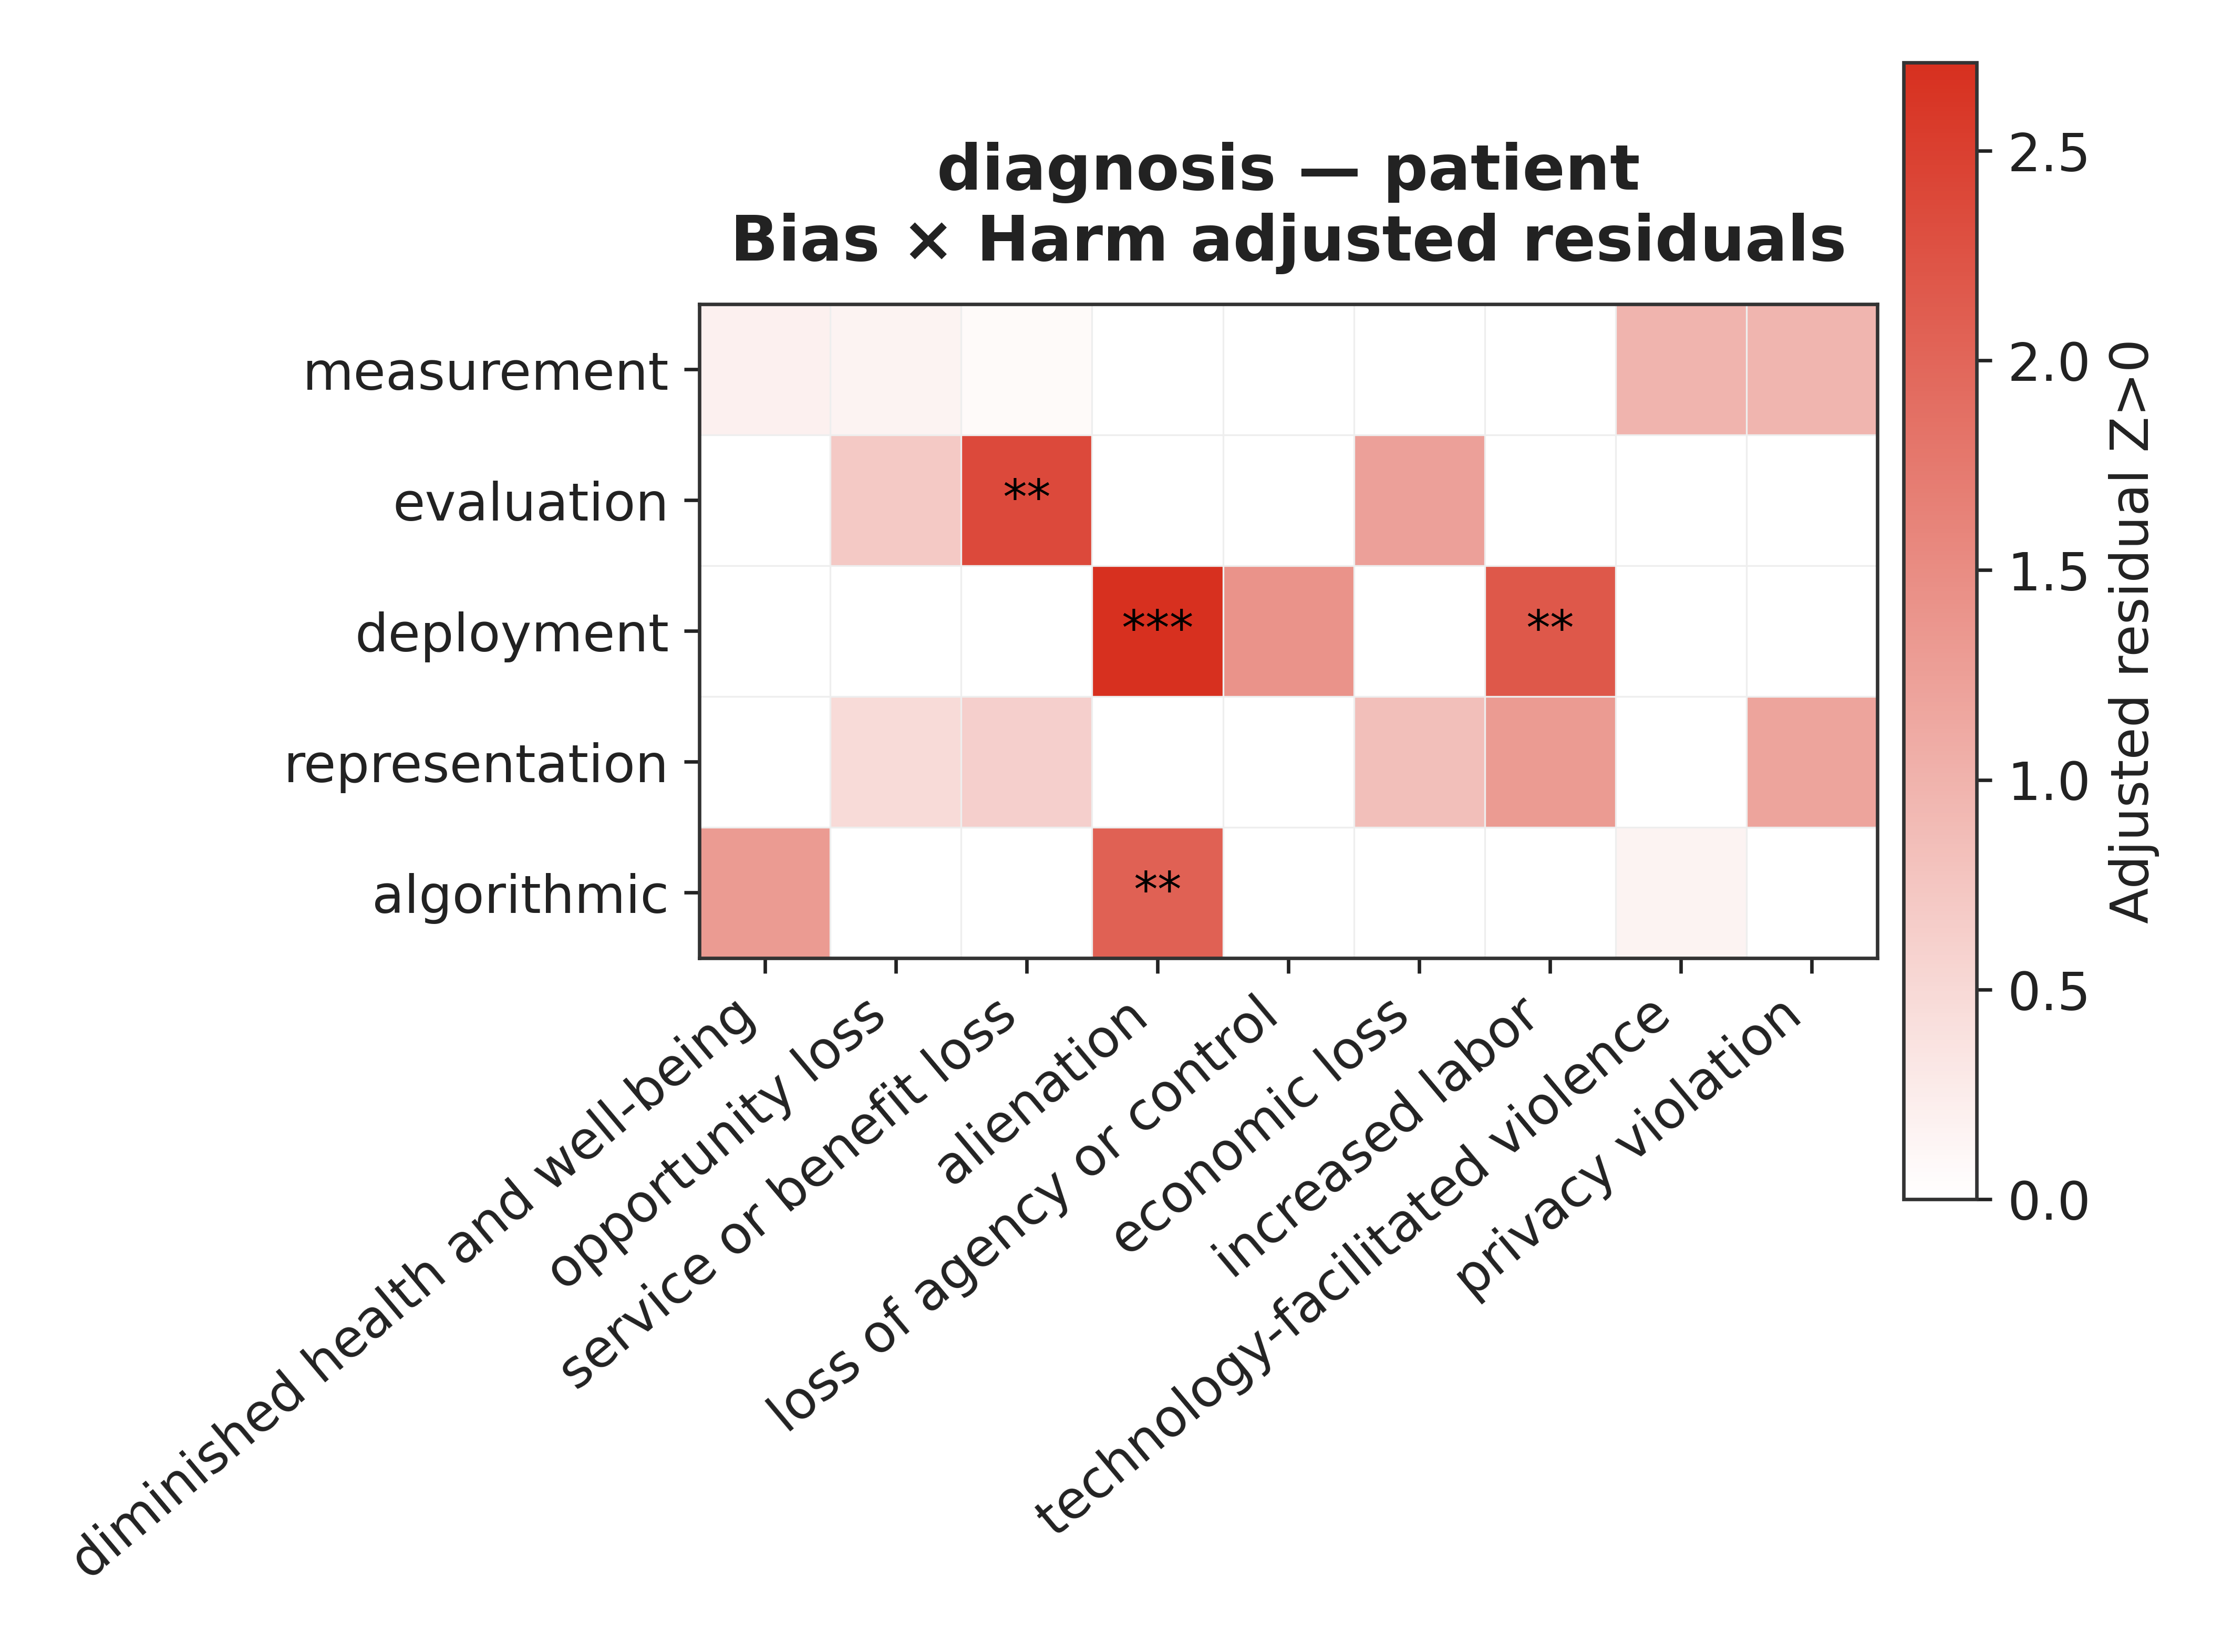 diagnosis — patient
Bias × Harm adjusted residuals
measurement
evaluation
**
deployment
***
**
representation
algorithmic
**
diminished health and well-being
opportunity loss
service or benefit loss
alienation
loss of agency or control
economic loss
increased labor
technology-facilitated violence
privacy violation
2.5
2.0
1.5
1.0
0.5
0.0
Adjusted residual Z>0